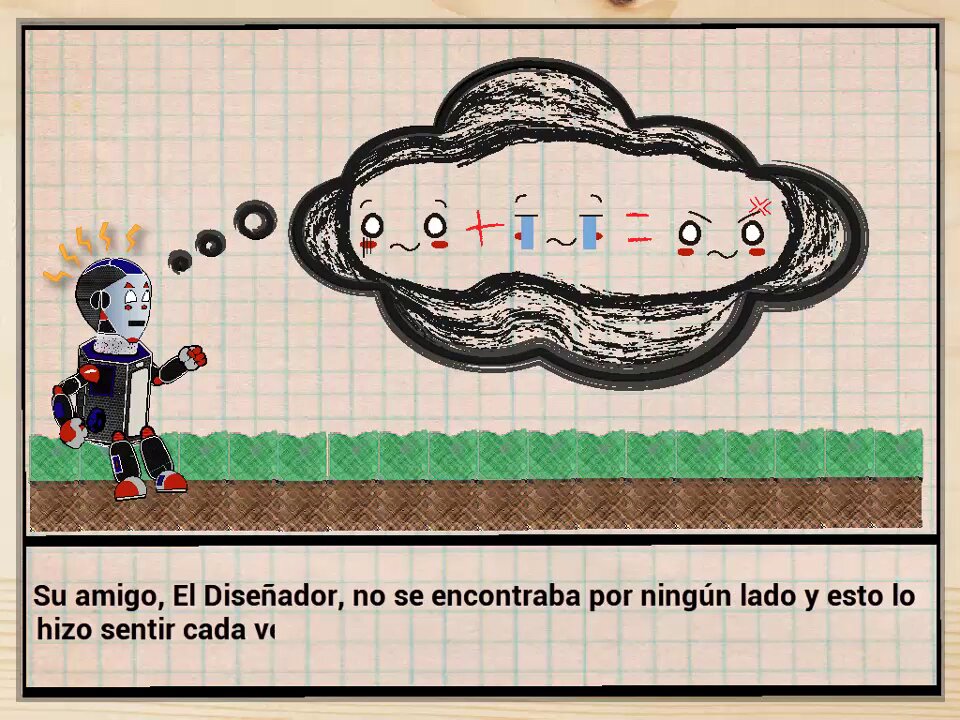 Su amigo, El Diseñador, no se encontraba por ningún lado y esto lo
hizo sentir cada